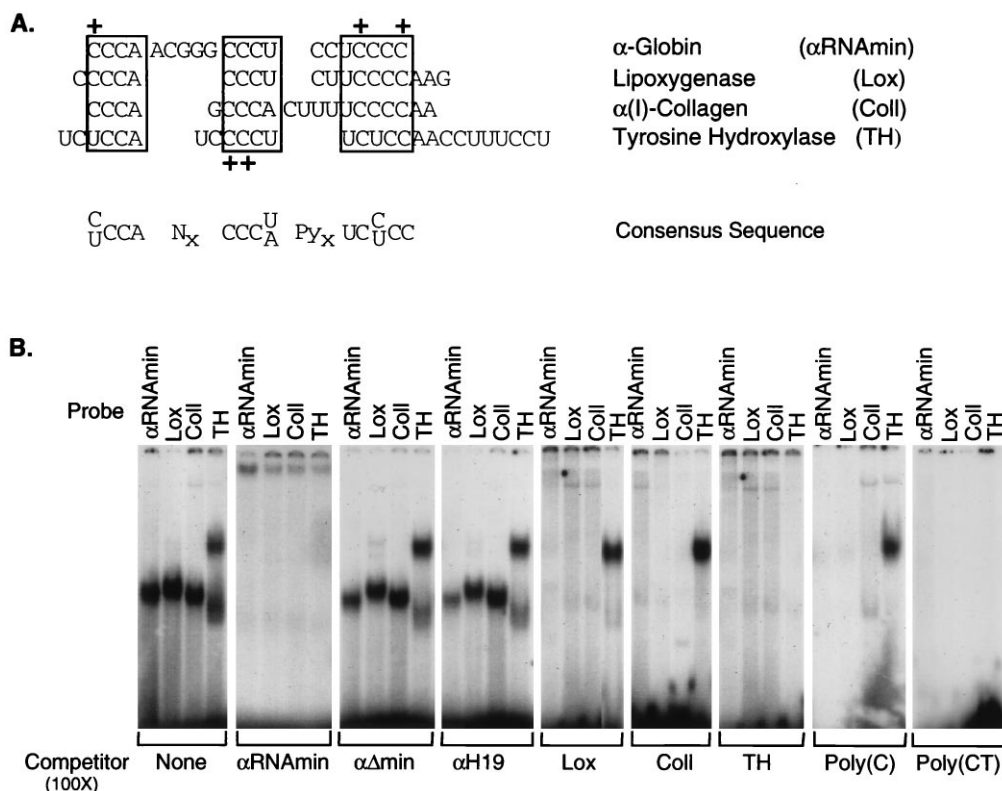 A.
+ + +
CCCA ACGGG CCCU CCUCCCC α-Globin (αRNAmin)
CCCCA CCCU CUUCCCCAAG Lipoxygenase (Lox)
CCCA GCCCA CUUUUCCCCAA α(I)-Collagen (Coll)
UCUCCA UCCCCU UCUCCAACCUUUCCU Tyrosine Hydroxylase (TH)
++
C/U CCA Nx CCC U/A Pyx UC C/U CC Consensus Sequence
B.
Probe
αRNAmin Lox Coll TH αRNAmin Lox Coll TH αRNAmin Lox Coll TH αRNAmin Lox Coll TH αRNAmin Lox Coll TH αRNAmin Lox Coll TH αRNAmin Lox Coll TH αRNAmin Lox Coll TH αRNAmin Lox Coll TH
Competitor None αRNAmin αΔmin αH19 Lox Coll TH Poly(C) Poly(CT)
(100X)